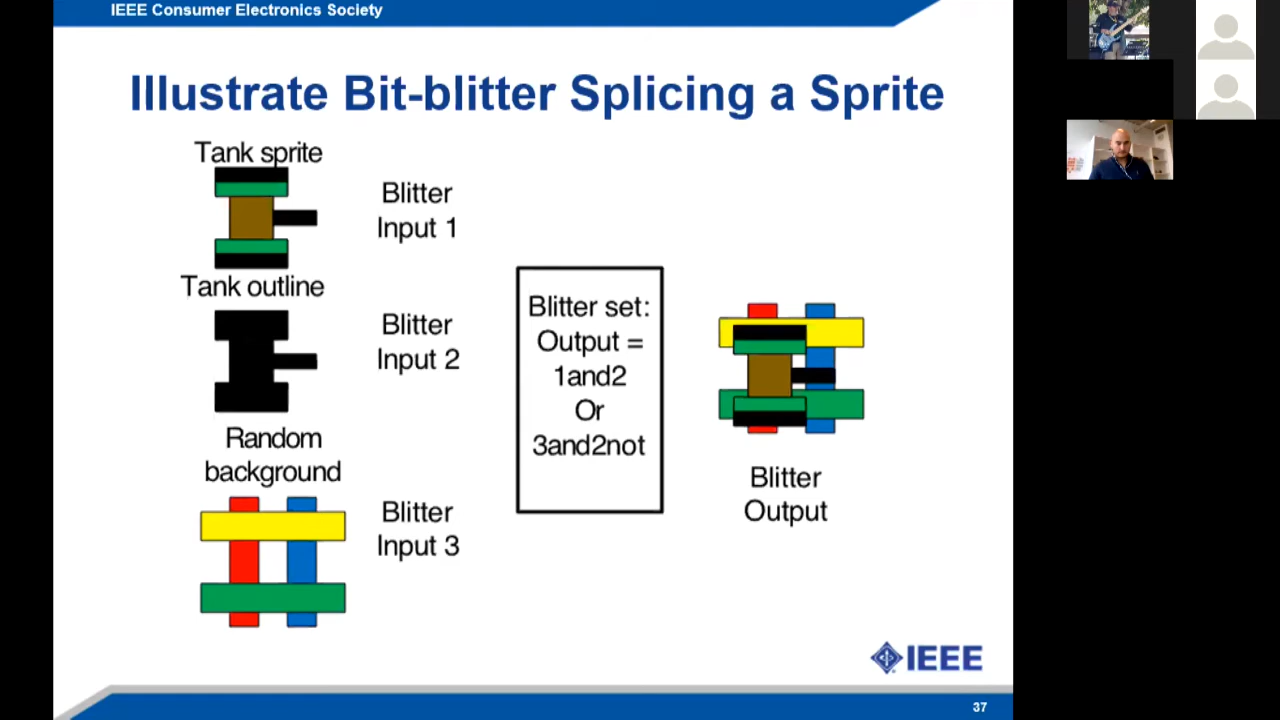 IEEE Consumer Electronics Society
Illustrate Bit-blitter Splicing a Sprite
Tank sprite
Blitter
Input 1
Tank outline
Blitter
Input 2
Random
background
Blitter
Input 3
Blitter set:
Output =
1and2
Or
3and2not
Blitter
Output
IEEE
37